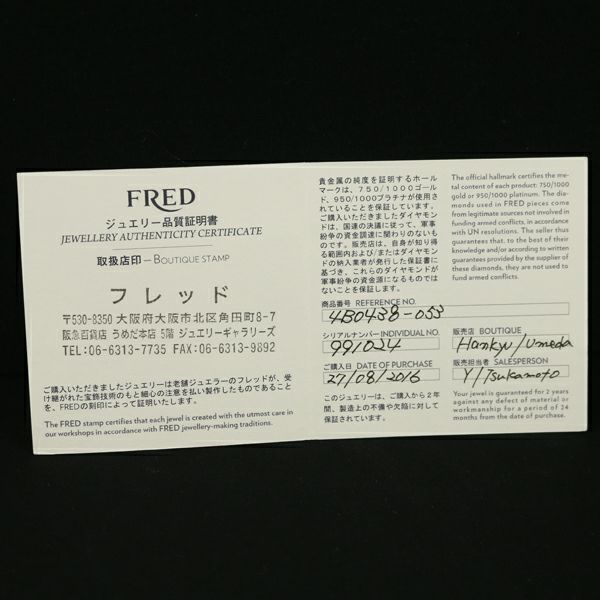 FRED
ジュエリー品質証明書
JEWELLERY AUTHENTICITY CERTIFICATE
取扱店印—BOUTIQUE STAMP
フレッド
〒530-8350 大阪府大阪市北区角田町8-7
阪急百貨店 うめだ本店 5階 ジュエリーギャラリーズ
TEL:06-6313-7735 FAX:06-6313-9892
ご購入いただきましたジュエリーは老舗ジュエラーのフレッドが、受
け継がれた宝飾技術のもと細心の注意を払い製作したものであること
を、FREDの刻印によって証明いたします。
The FRED stamp certifies that each jewel is created with the utmost care in
our workshops in accordance with FRED jewellery-making traditions.
貴金属の純度を証明するホール
マークは、750/1000ゴールド、
950/1000プラチナが使用さ
れていることを保証しています。
ご購入いただきましたダイヤモン
ドは、国連の決議に従って、軍事
紛争の資金調達に関わりのないも
のです。販売店は、自身が知り得
る範囲内および/またはダイヤモ
ンドの納入業者が発行した保証書に
基づき、これらのダイヤモンドが
軍事紛争の資金源になるものでは
ないことを保証します。
The official hallmark certifies the me-
tal content of each product: 750/1000
gold or 950/1000 platinum. The dia-
monds used in FRED pieces come
from legitimate sources not involved in
funding armed conflicts, in accordance
with UN resolutions. The seller thus
guarantees that, to the best of their
knowledge and/or according to written
guarantees provided by the supplier of
these diamonds, they are not used to
fund armed conflicts.
商品番号 REFERENCE NO.
4B0438-053
シリアルナンバー INDIVIDUAL NO.
991034
販売店 BOUTIQUE
Hankyu/Umeda
ご購入日 DATE OF PURCHASE
27/08/2016
販売担当者 SALESPERSON
Y/Tsukamoto
このジュエリーは、ご購入から2年
間、製造上の不備や欠陥に対して
保証されています。
Your jewel is guaranteed for 2 years
against any defect of material or
workmanship for a period of 24
months from the date of purchase.